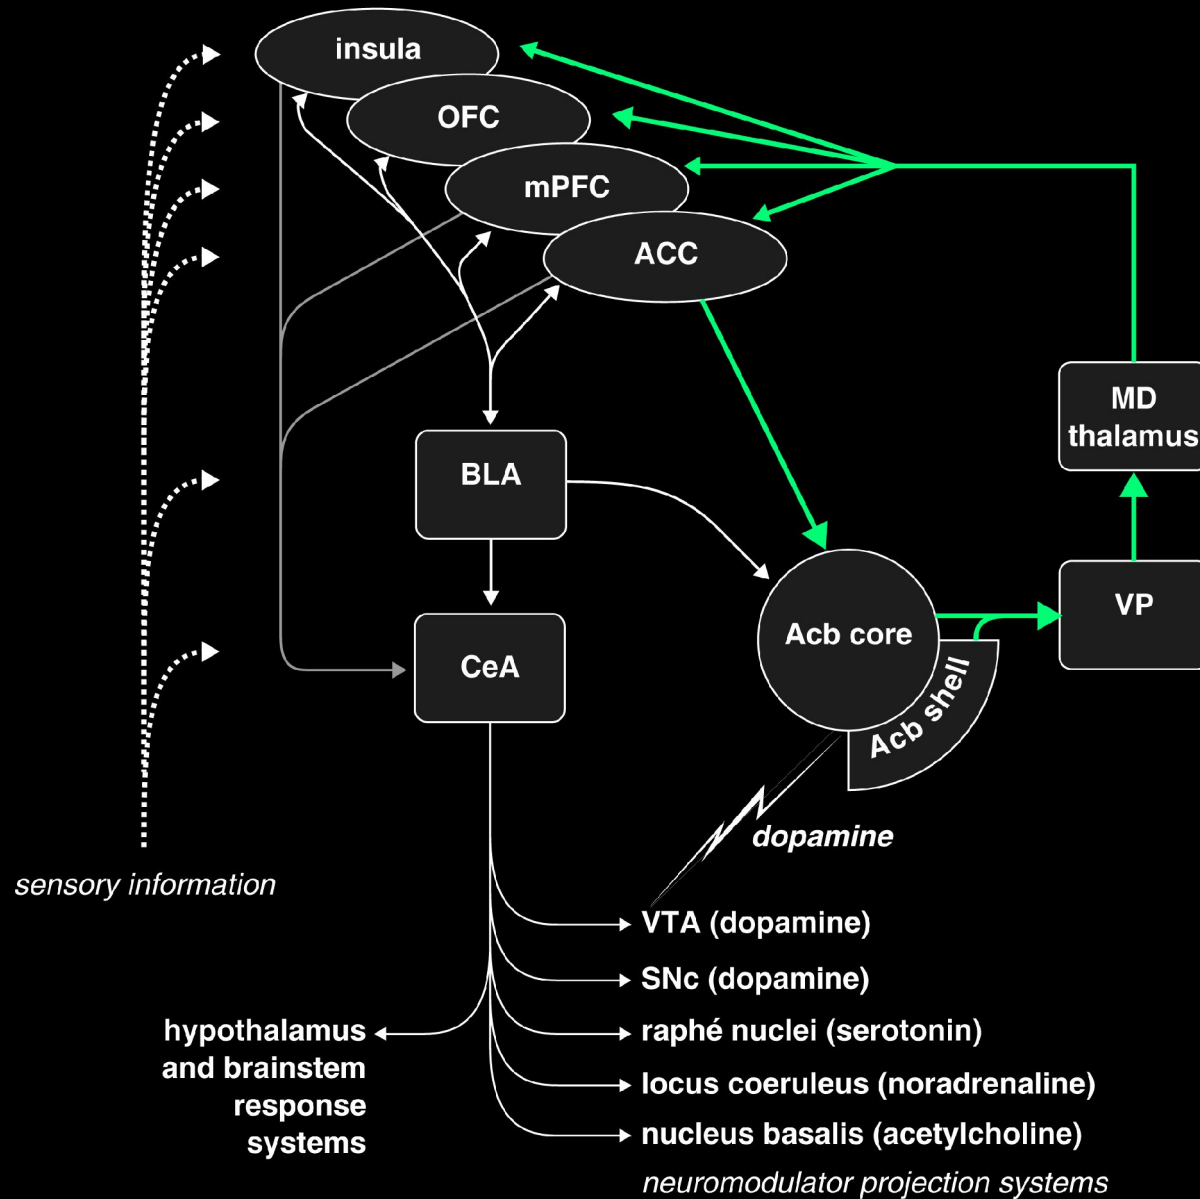 insula
OFC
mPFC
ACC
MD
thalamus
BLA
VP
Acb core
CeA
Acb shell
dopamine
sensory information
VTA (dopamine)
SNc (dopamine)
raphé nuclei (serotonin)
locus coeruleus (noradrenaline)
nucleus basalis (acetylcholine)
neuromodulator projection systems
hypothalamus
and brainstem
response
systems